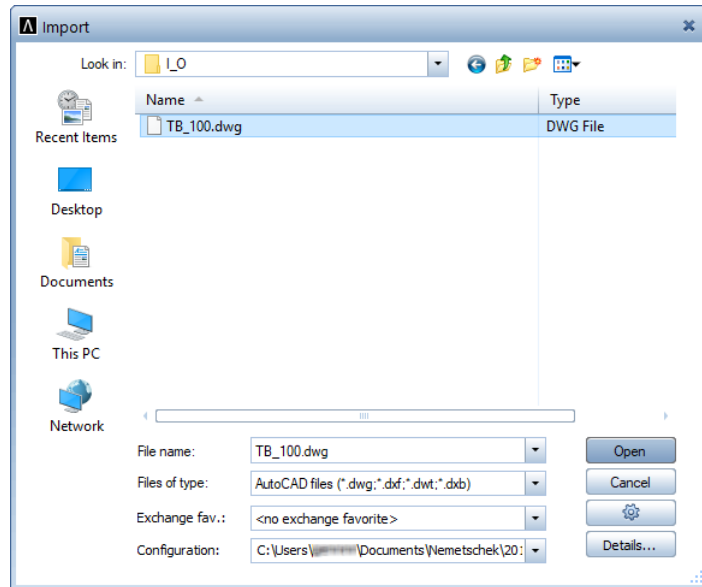 Import
Look in: I_O
Name Type
TB_100.dwg DWG File
Recent Items
Desktop
Documents
This PC
Network
File name: TB_100.dwg Open
Files of type: AutoCAD files (*.dwg;*.dxf;*.dwt;*.dxb) Cancel
Exchange fav.: <no exchange favorite>
Configuration: C:\Users\ \Documents\Nemetschek\201 Details...